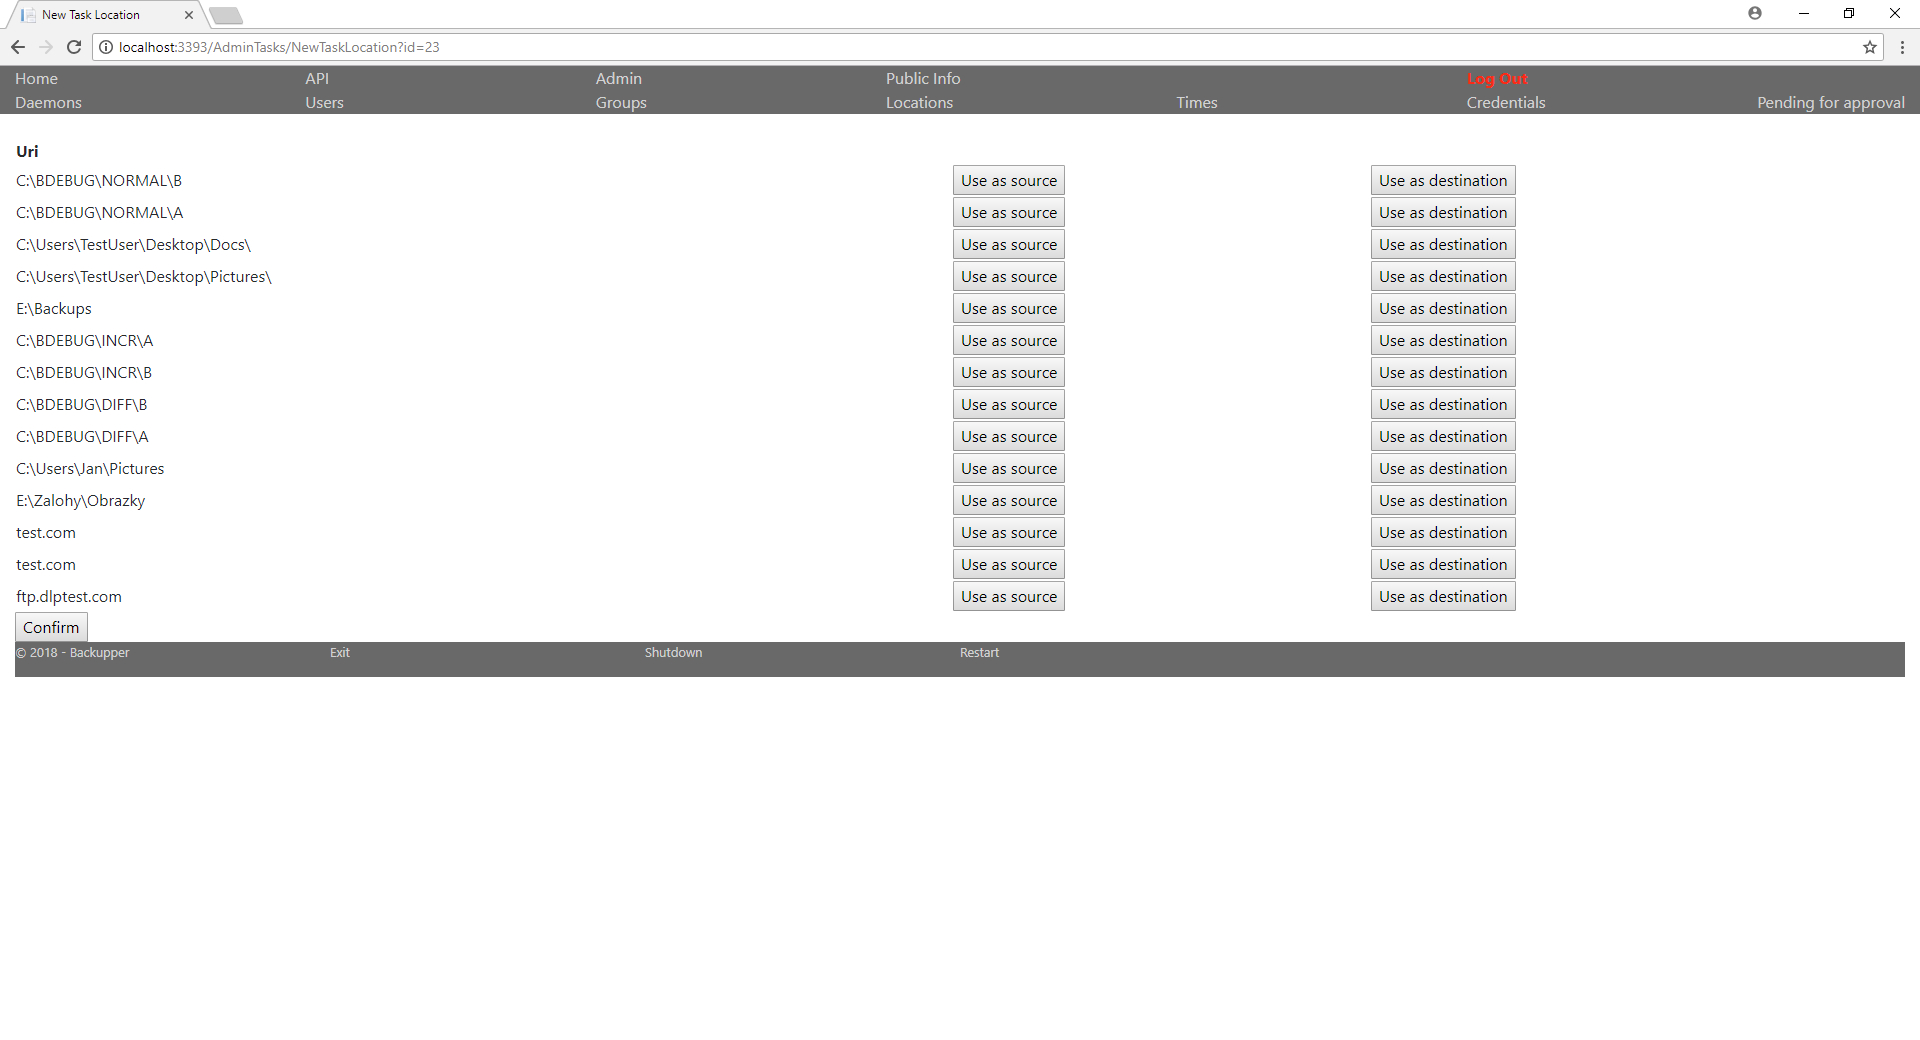 New Task Location
localhost:3393/AdminTasks/NewTaskLocation?id=23
Home API Admin Public Info Log Out
Daemons Users Groups Locations Times Credentials Pending for approval
Uri
C:\BDEBUG\NORMAL\B Use as source Use as destination
C:\BDEBUG\NORMAL\A Use as source Use as destination
C:\Users\TestUser\Desktop\Docs\ Use as source Use as destination
C:\Users\TestUser\Desktop\Pictures\ Use as source Use as destination
E:\Backups Use as source Use as destination
C:\BDEBUG\INCR\A Use as source Use as destination
C:\BDEBUG\INCR\B Use as source Use as destination
C:\BDEBUG\DIFF\B Use as source Use as destination
C:\BDEBUG\DIFF\A Use as source Use as destination
C:\Users\Jan\Pictures Use as source Use as destination
E:\Zalohy\Obrazky Use as source Use as destination
test.com Use as source Use as destination
test.com Use as source Use as destination
ftp.dlptest.com Use as source Use as destination
Confirm
© 2018 - Backupper Exit Shutdown Restart